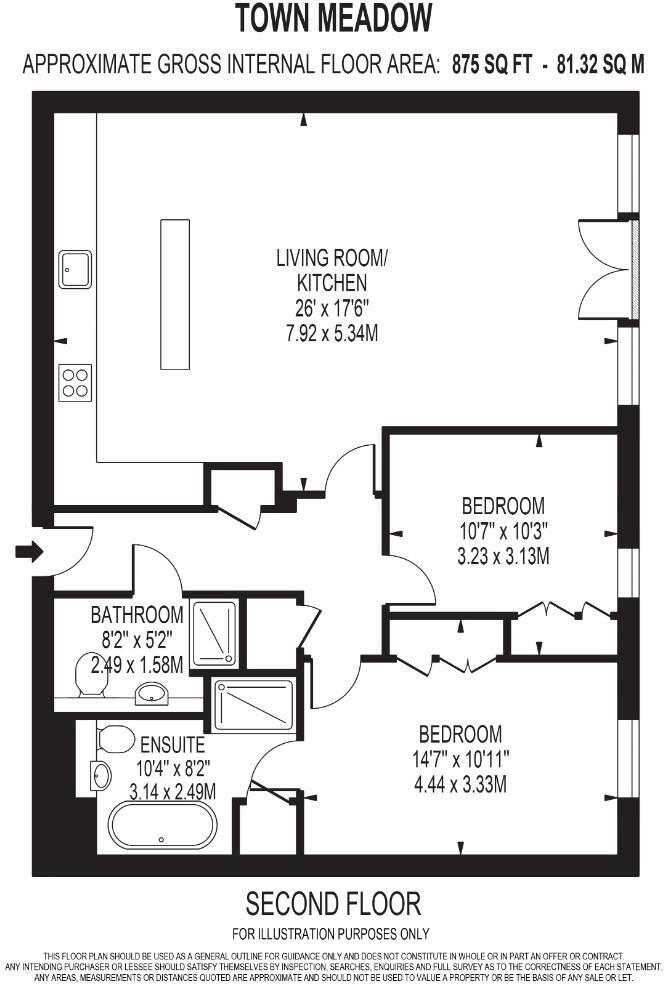 TOWN MEADOW
APPROXIMATE GROSS INTERNAL FLOOR AREA: 875 SQ FT - 81.32 SQ M
LIVING ROOM/
KITCHEN
26' x 17'6"
7.92 x 5.34M
BEDROOM
10'7" x 10'3"
3.23 x 3.13M
BATHROOM
8'2" x 5'2"
2.49 x 1.58M
BEDROOM
14'7" x 10'11"
4.44 x 3.33M
ENSUITE
10'4" x 8'2"
3.14 x 2.49M
SECOND FLOOR
FOR ILLUSTRATION PURPOSES ONLY
THIS FLOOR PLAN SHOULD BE USED AS A GENERAL OUTLINE FOR GUIDANCE ONLY AND DOES NOT CONSTITUTE IN WHOLE OR IN PART AN OFFER OR CONTRACT.
ANY INTENDING PURCHASER OR LESSEE SHOULD SATISFY THEMSELVES BY INSPECTION, SEARCHES, ENQUIRIES AND FULL SURVEY AS TO THE CORRECTNESS OF EACH STATEMENT.
ANY AREAS, MEASUREMENTS OR DISTANCES QUOTED ARE APPROXIMATE AND SHOULD NOT BE USED TO VALUE A PROPERTY OR BE THE BASIS OF ANY SALE OR LET.